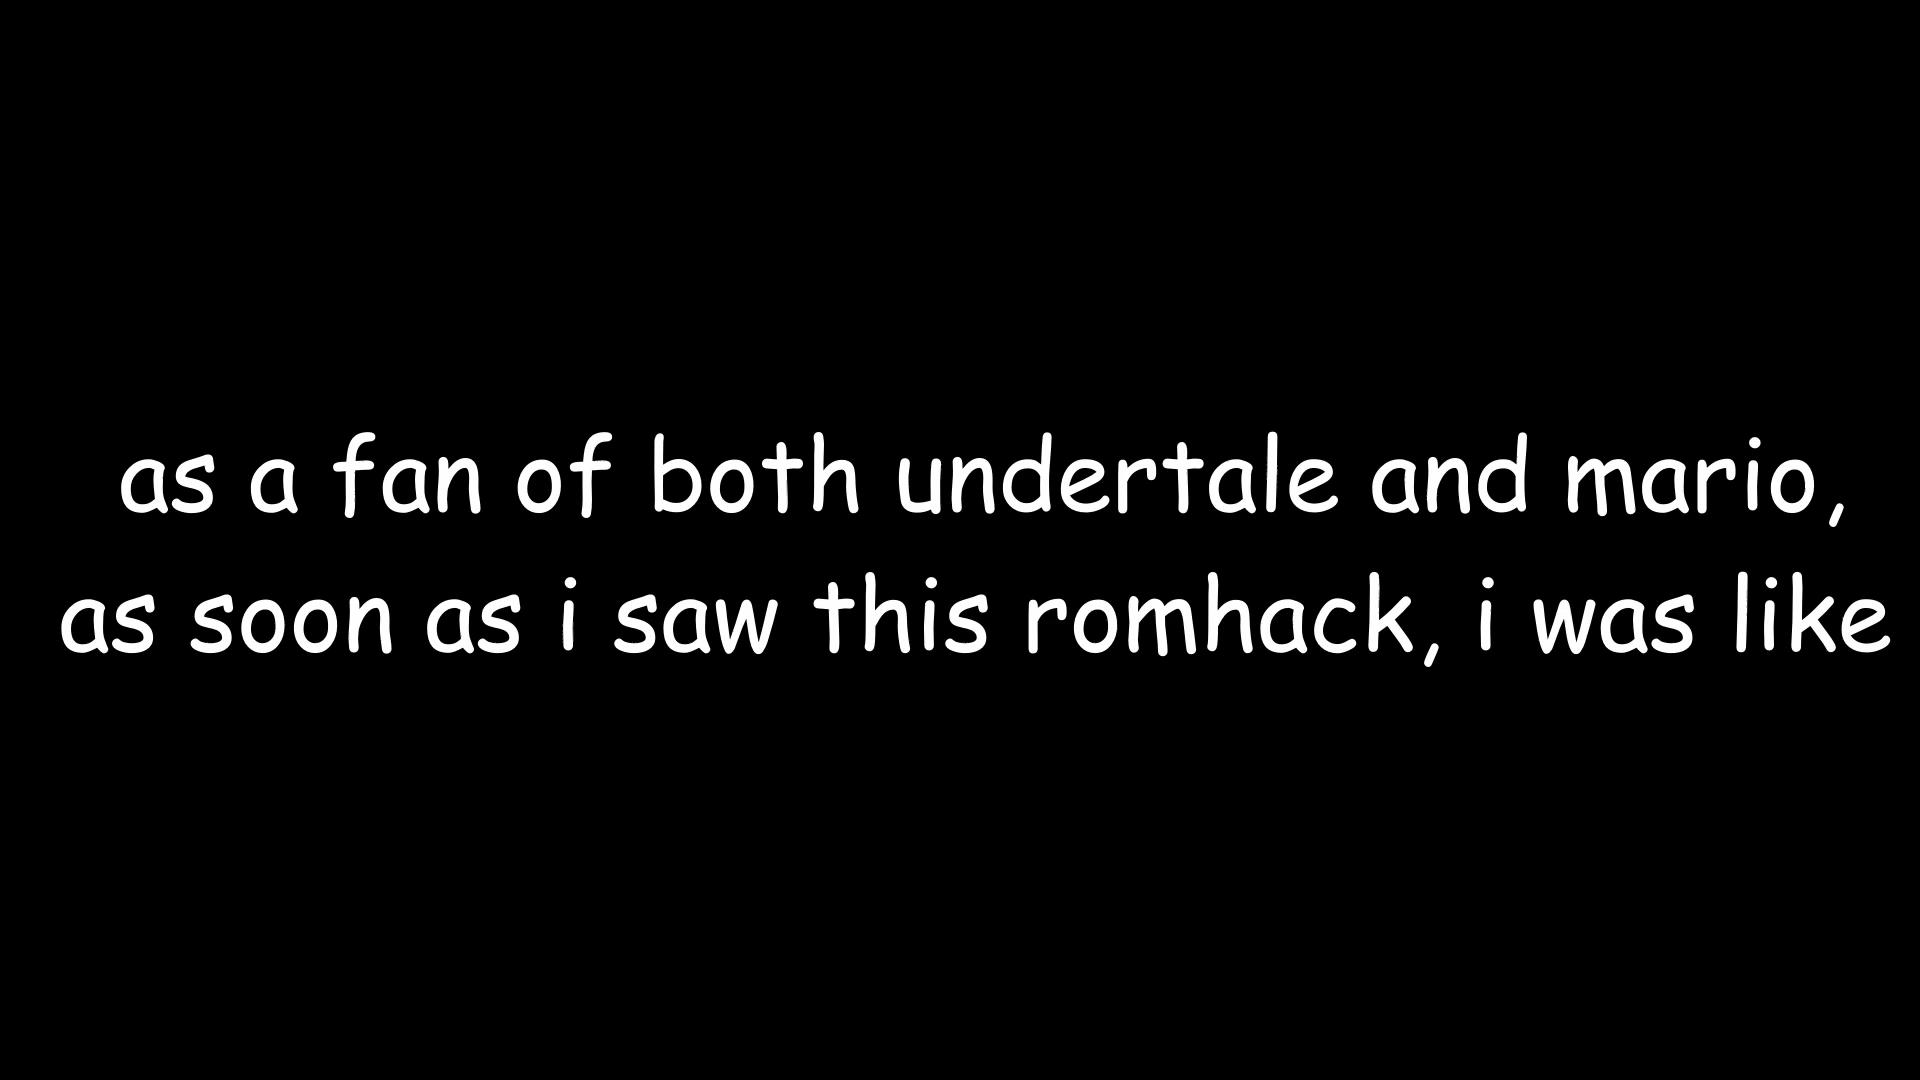 as a fan of both undertale and mario,
as soon as i saw this romhack, i was like